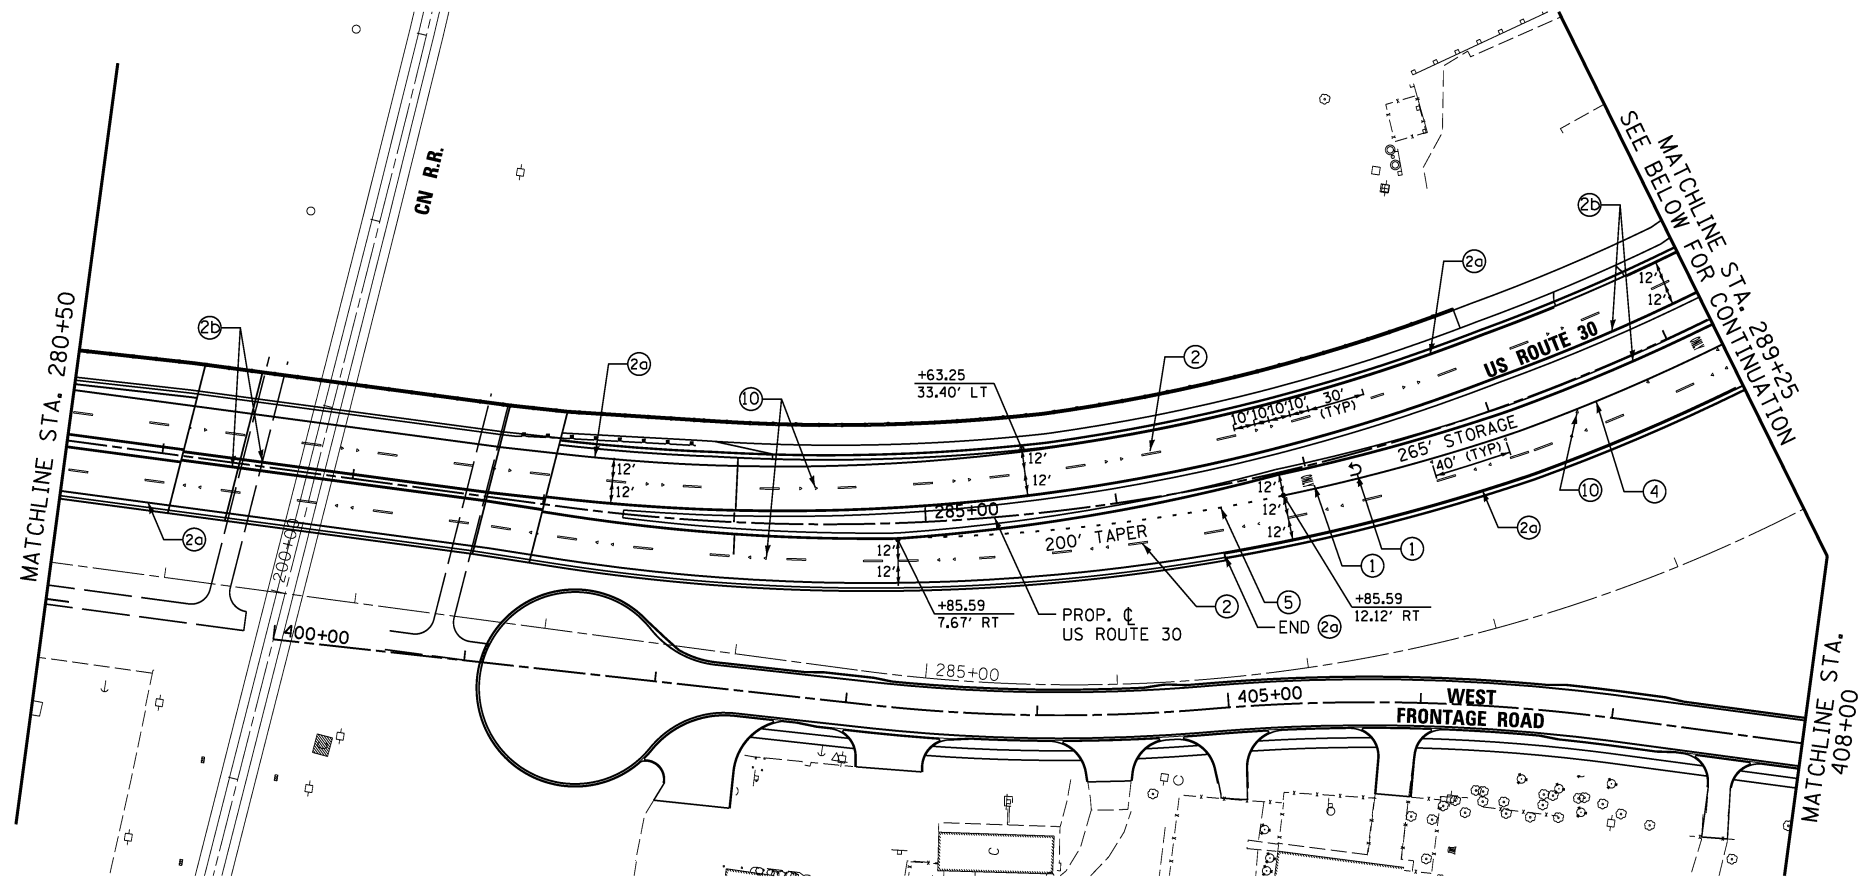 MATCHLINE STA. 280+50
CN R.R.
MATCHLINE STA. 289+25
SEE BELOW FOR CONTINUATION
2b
2a
2b
2a
10
2
+63.25
33.40' LT
12'
12'
12'
12'
12'
12'
10'10'10'10' 30'
(TYP)
US ROUTE 30
265' STORAGE
40' (TYP)
285+00
200' TAPER
12'
12'
12'
12'
12'
2a
10
4
2a
1
1
5
2
END 2a
+85.59
12.12' RT
+85.59
7.67' RT
PROP. ℄
US ROUTE 30
200+00
400+00
285+00
405+00
WEST
FRONTAGE ROAD
MATCHLINE STA.
408+00
C